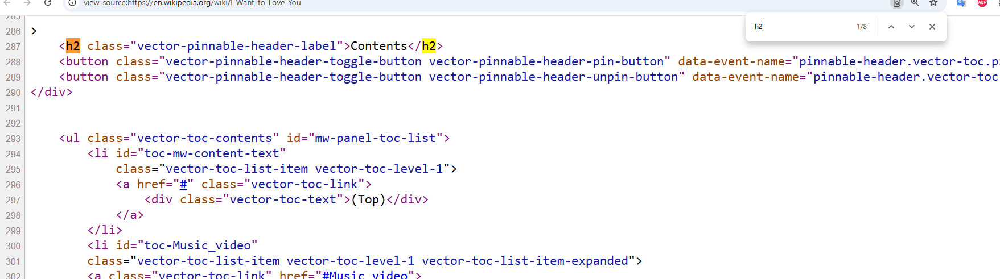 view-source:https://en.wikipedia.org/wiki/I_Want_to_Love_You
h2 1/8
285
286 >
287 <h2 class="vector-pinnable-header-label">Contents</h2>
288 <button class="vector-pinnable-header-toggle-button vector-pinnable-header-pin-button" data-event-name="pinnable-header.vector-toc.pi
289 <button class="vector-pinnable-header-toggle-button vector-pinnable-header-unpin-button" data-event-name="pinnable-header.vector-toc
290 </div>
291
292
293 <ul class="vector-toc-contents" id="mw-panel-toc-list">
294 <li id="toc-mw-content-text"
295 class="vector-toc-list-item vector-toc-level-1">
296 <a href="#" class="vector-toc-link">
297 <div class="vector-toc-text">(Top)</div>
298 </a>
299 </li>
300 <li id="toc-Music_video"
301 class="vector-toc-list-item vector-toc-level-1 vector-toc-list-item-expanded">
302 <a class="vector-toc-link" href="#Music_video">
ABP